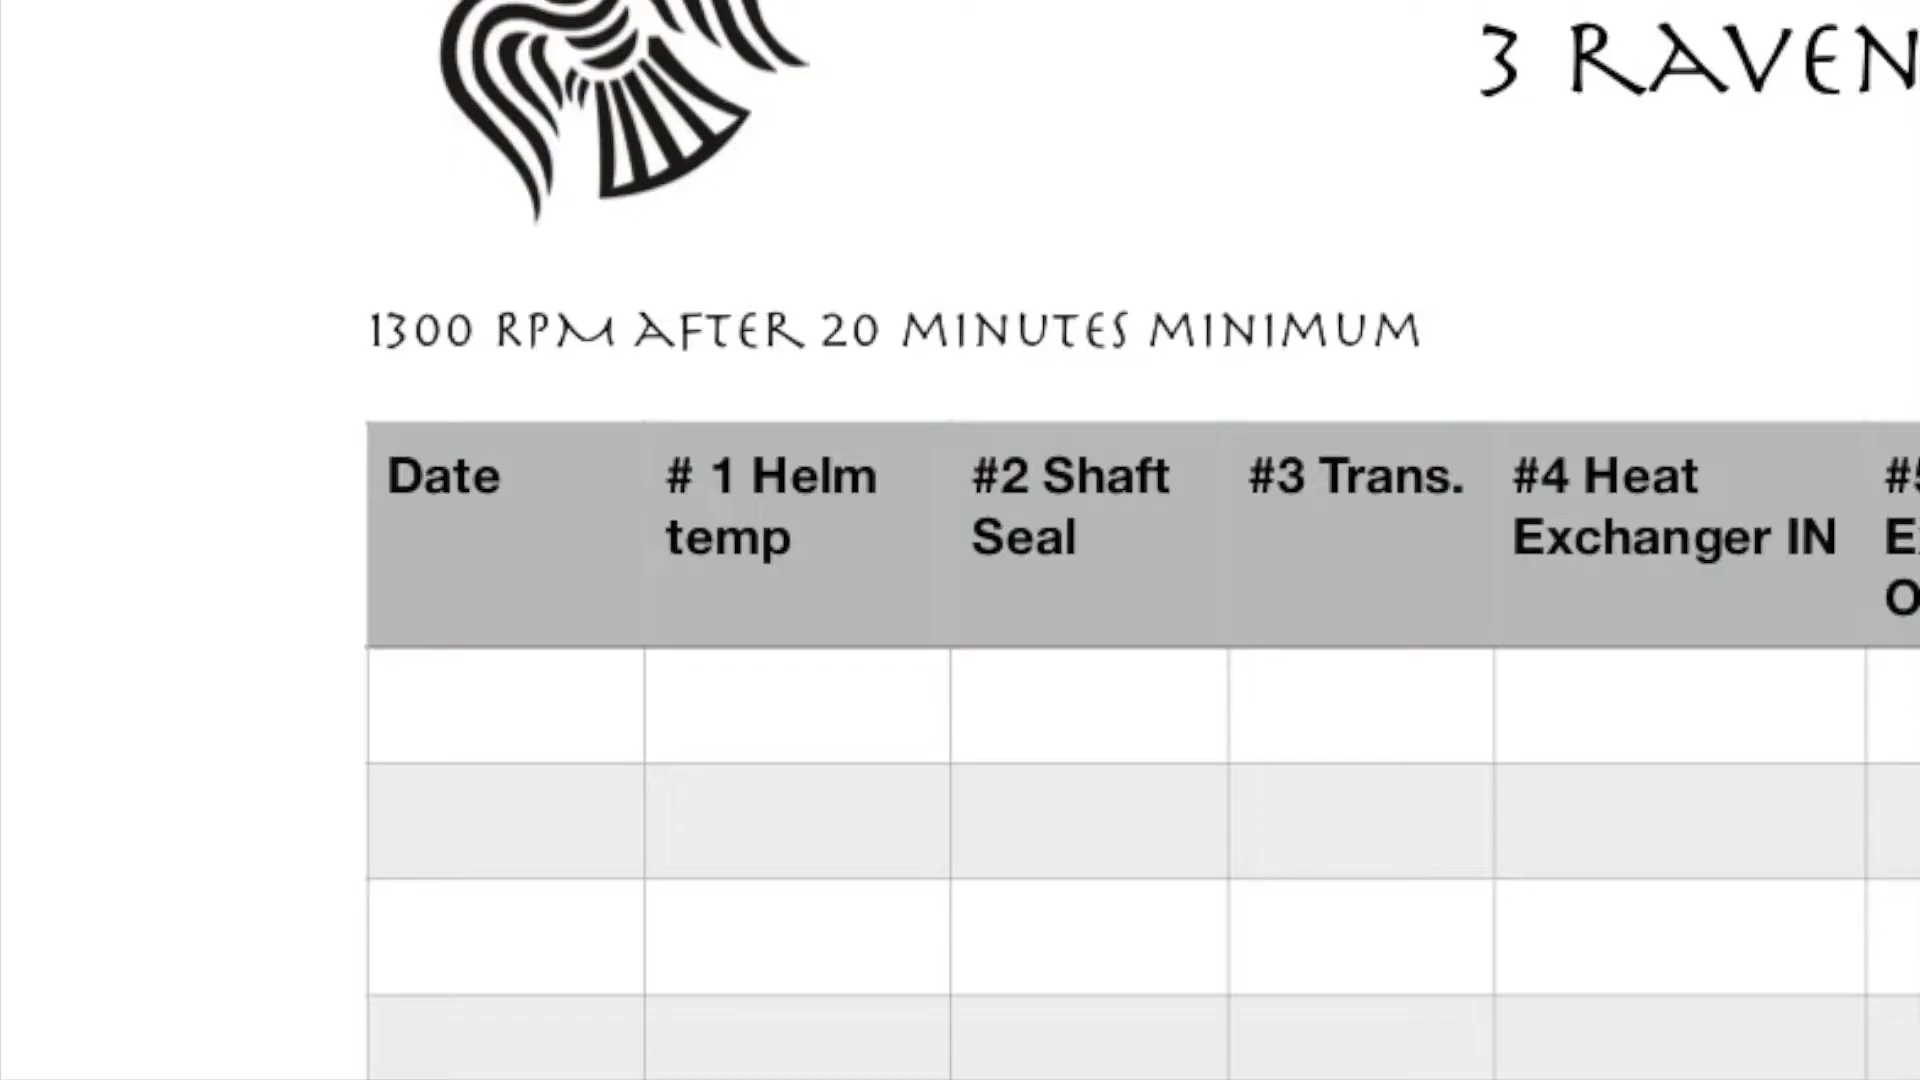 3 RAVEN
1300 RPM AFTER 20 MINUTES MINIMUM
Date
# 1 Helm
temp
#2 Shaft
Seal
#3 Trans.
#4 Heat
Exchanger IN